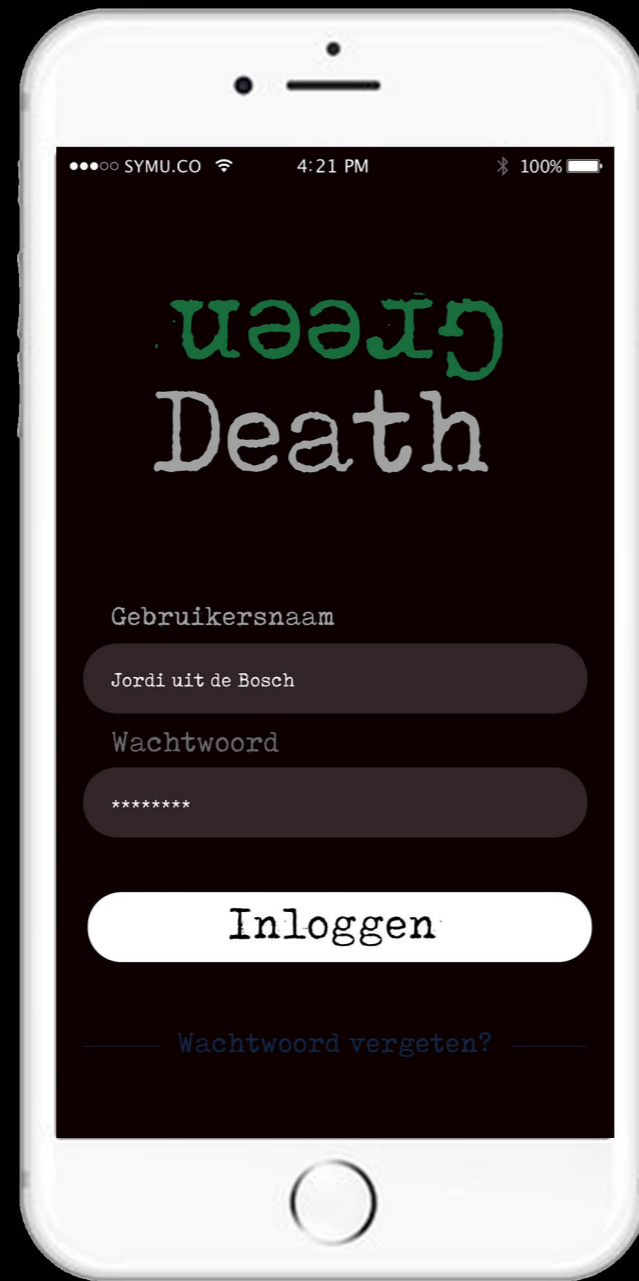 ●●●○○ SYMU.CO 4:21 PM 100%
Green
Death
Gebruikersnaam
Jordi uit de Bosch
Wachtwoord
********
Inloggen
Wachtwoord vergeten?